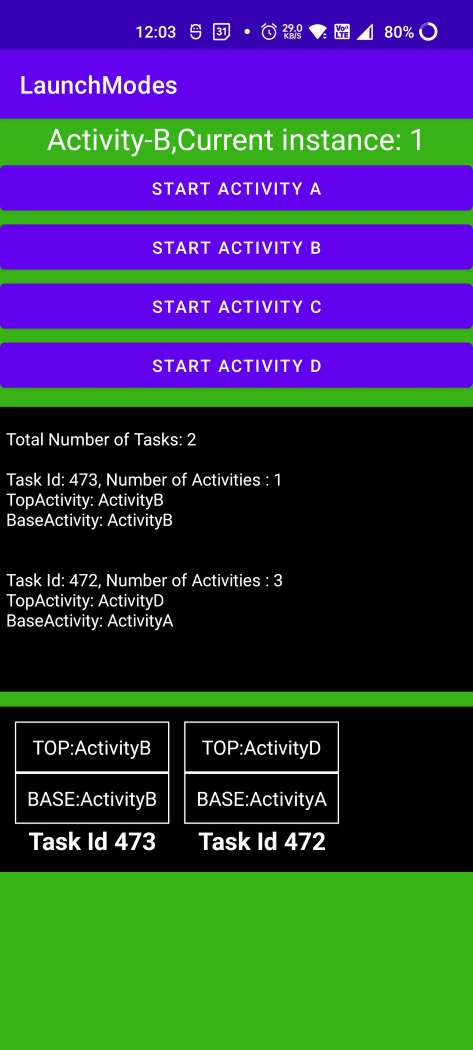 12:03 31 29.0 KB/S Vo LTE 80%
LaunchModes
Activity-B,Current instance: 1
START ACTIVITY A
START ACTIVITY B
START ACTIVITY C
START ACTIVITY D
Total Number of Tasks: 2
Task Id: 473, Number of Activities : 1
TopActivity: ActivityB
BaseActivity: ActivityB
Task Id: 472, Number of Activities : 3
TopActivity: ActivityD
BaseActivity: ActivityA
TOP:ActivityB TOP:ActivityD
BASE:ActivityB BASE:ActivityA
Task Id 473 Task Id 472